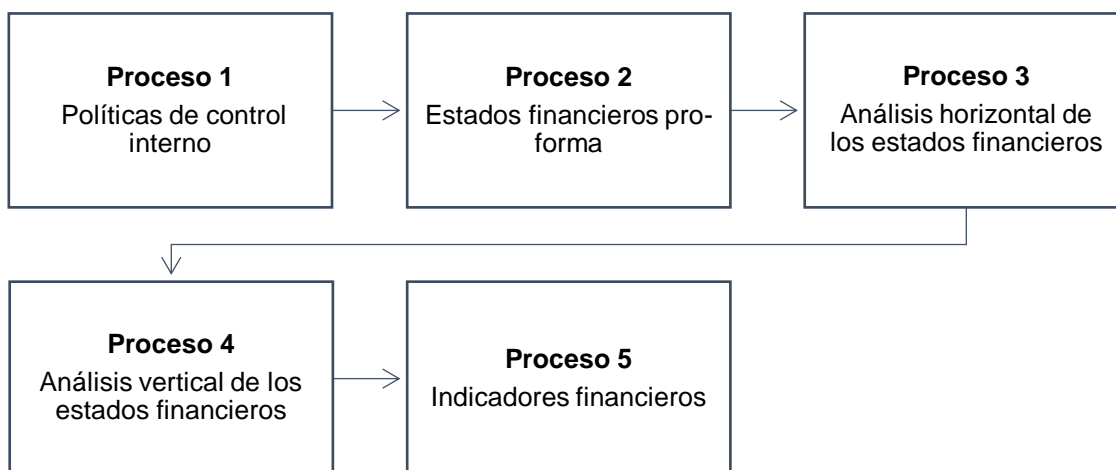 Proceso 1
Políticas de control
interno
Proceso 2
Estados financieros pro-
forma
Proceso 3
Análisis horizontal de
los estados financieros
Proceso 4
Análisis vertical de los
estados financieros
Proceso 5
Indicadores financieros